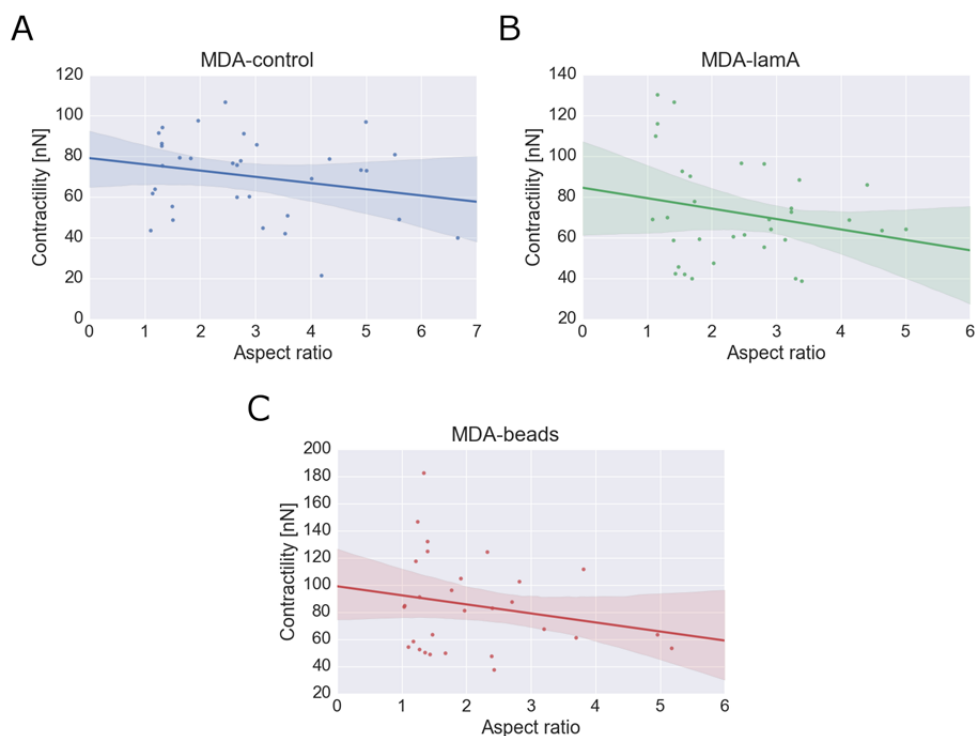 A
MDA-control
120
100
80
60
40
20
0
Contractility [nN]
0 1 2 3 4 5 6 7
Aspect ratio
B
MDA-lamA
140
120
100
80
60
40
20
Contractility [nN]
0 1 2 3 4 5 6
Aspect ratio
C
MDA-beads
200
180
160
140
120
100
80
60
40
20
Contractility [nN]
0 1 2 3 4 5 6
Aspect ratio